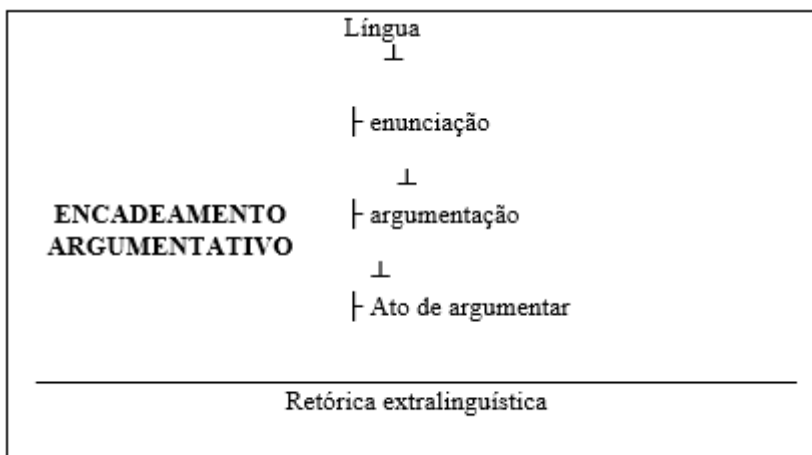 Língua
⊥
├ enunciação
⊥
ENCADEAMENTO
ARGUMENTATIVO
├ argumentação
⊥
├ Ato de argumentar
Retórica extralinguística